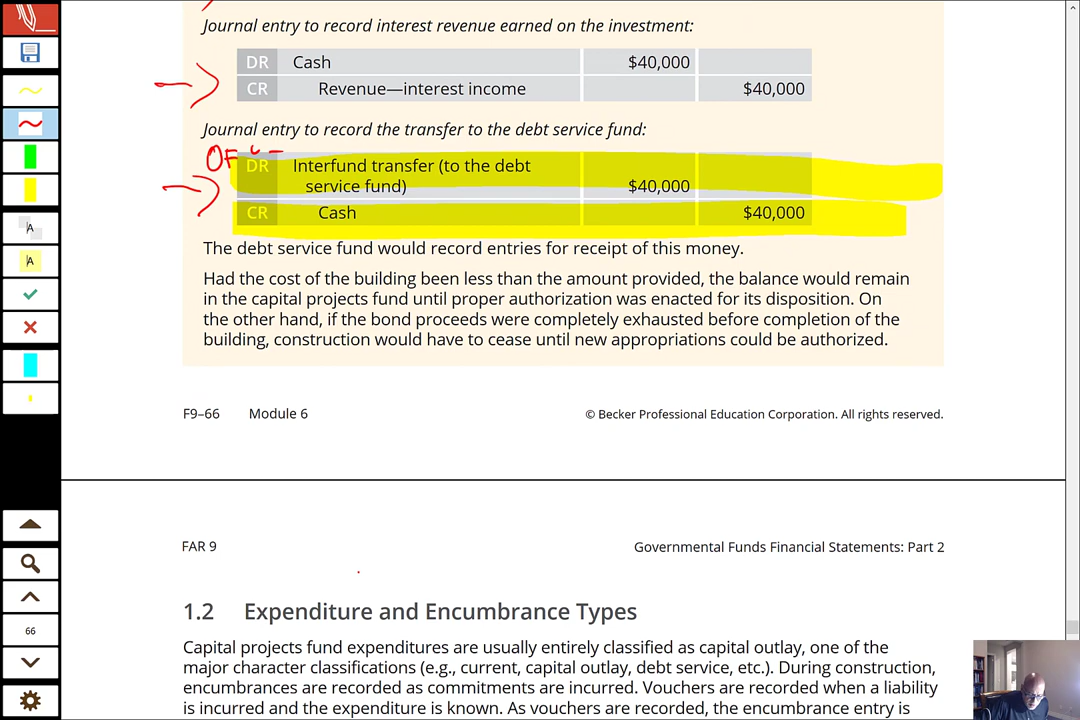 Journal entry to record interest revenue earned on the investment:
DR Cash $40,000
CR Revenue—interest income $40,000
Journal entry to record the transfer to the debt service fund:
OF
DR Interfund transfer (to the debt
service fund) $40,000
CR Cash $40,000
The debt service fund would record entries for receipt of this money.
Had the cost of the building been less than the amount provided, the balance would remain
in the capital projects fund until proper authorization was enacted for its disposition. On
the other hand, if the bond proceeds were completely exhausted before completion of the
building, construction would have to cease until new appropriations could be authorized.
F9–66 Module 6 © Becker Professional Education Corporation. All rights reserved.
FAR 9 Governmental Funds Financial Statements: Part 2
1.2 Expenditure and Encumbrance Types
Capital projects fund expenditures are usually entirely classified as capital outlay, one of the
major character classifications (e.g., current, capital outlay, debt service, etc.). During construction,
encumbrances are recorded as commitments are incurred. Vouchers are recorded when a liability
is incurred and the expenditure is known. As vouchers are recorded, the encumbrance entry is
A
A
66